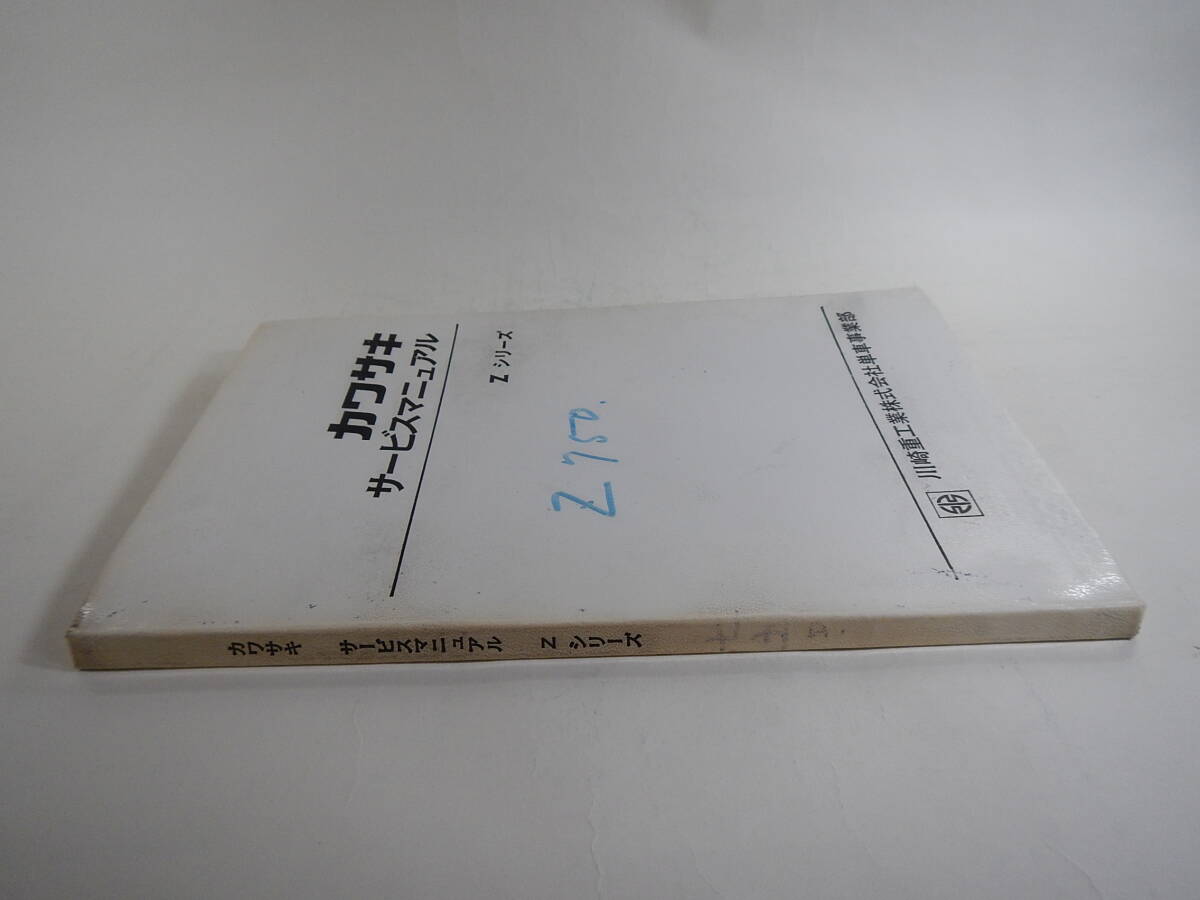 カワサキ
サービスマニュアル
Z シリーズ
Z 750.
川崎重工業株式会社単車事業部
カワサキ サービスマニュアル Z シリーズ